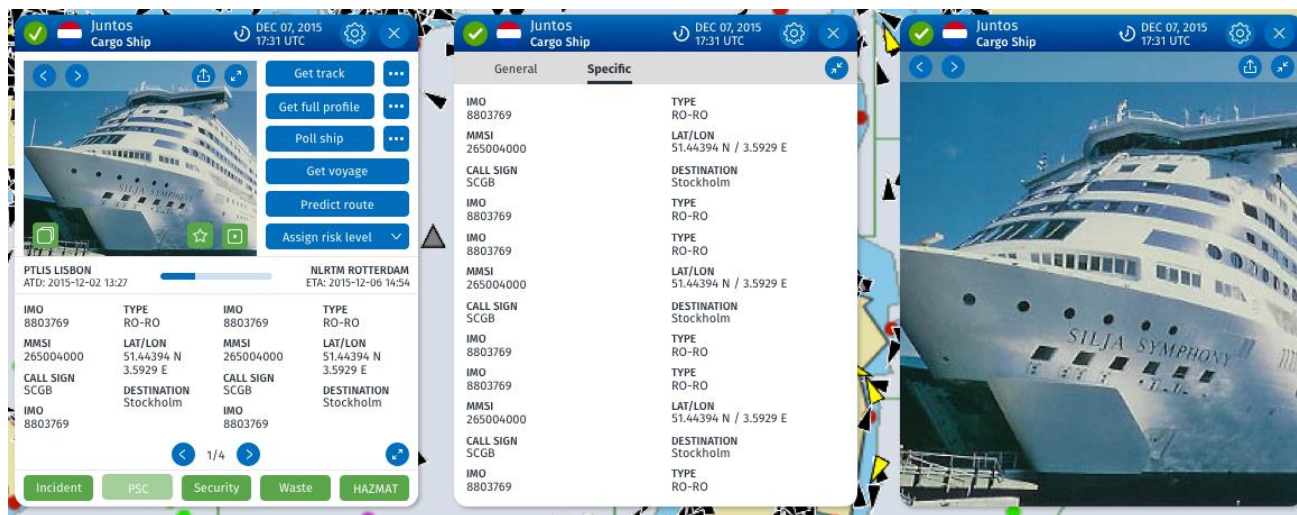 Juntos
Cargo Ship
DEC 07, 2015
17:31 UTC
Get track
Get full profile
Poll ship
Get voyage
Predict route
Assign risk level
SILJA SYMPHONY
PTLIS LISBON
ATD: 2015-12-02 13:27
NLRTM ROTTERDAM
ETA: 2015-12-06 14:54
IMO
8803769
MMSI
265004000
CALL SIGN
SCGB
IMO
8803769
TYPE
RO-RO
LAT/LON
51.44394 N
3.5929 E
DESTINATION
Stockholm
IMO
8803769
MMSI
265004000
CALL SIGN
SCGB
IMO
8803769
TYPE
RO-RO
LAT/LON
51.44394 N
3.5929 E
DESTINATION
Stockholm
1/4
Incident
PSC
Security
Waste
HAZMAT
Juntos
Cargo Ship
DEC 07, 2015
17:31 UTC
General
Specific
IMO
8803769
TYPE
RO-RO
MMSI
265004000
LAT/LON
51.44394 N / 3.5929 E
CALL SIGN
SCGB
DESTINATION
Stockholm
IMO
8803769
TYPE
RO-RO
IMO
8803769
TYPE
RO-RO
MMSI
265004000
LAT/LON
51.44394 N / 3.5929 E
CALL SIGN
SCGB
DESTINATION
Stockholm
IMO
8803769
TYPE
RO-RO
IMO
8803769
TYPE
RO-RO
MMSI
265004000
LAT/LON
51.44394 N / 3.5929 E
CALL SIGN
SCGB
DESTINATION
Stockholm
IMO
8803769
TYPE
RO-RO
Juntos
Cargo Ship
DEC 07, 2015
17:31 UTC
SILJA SYMPHONY